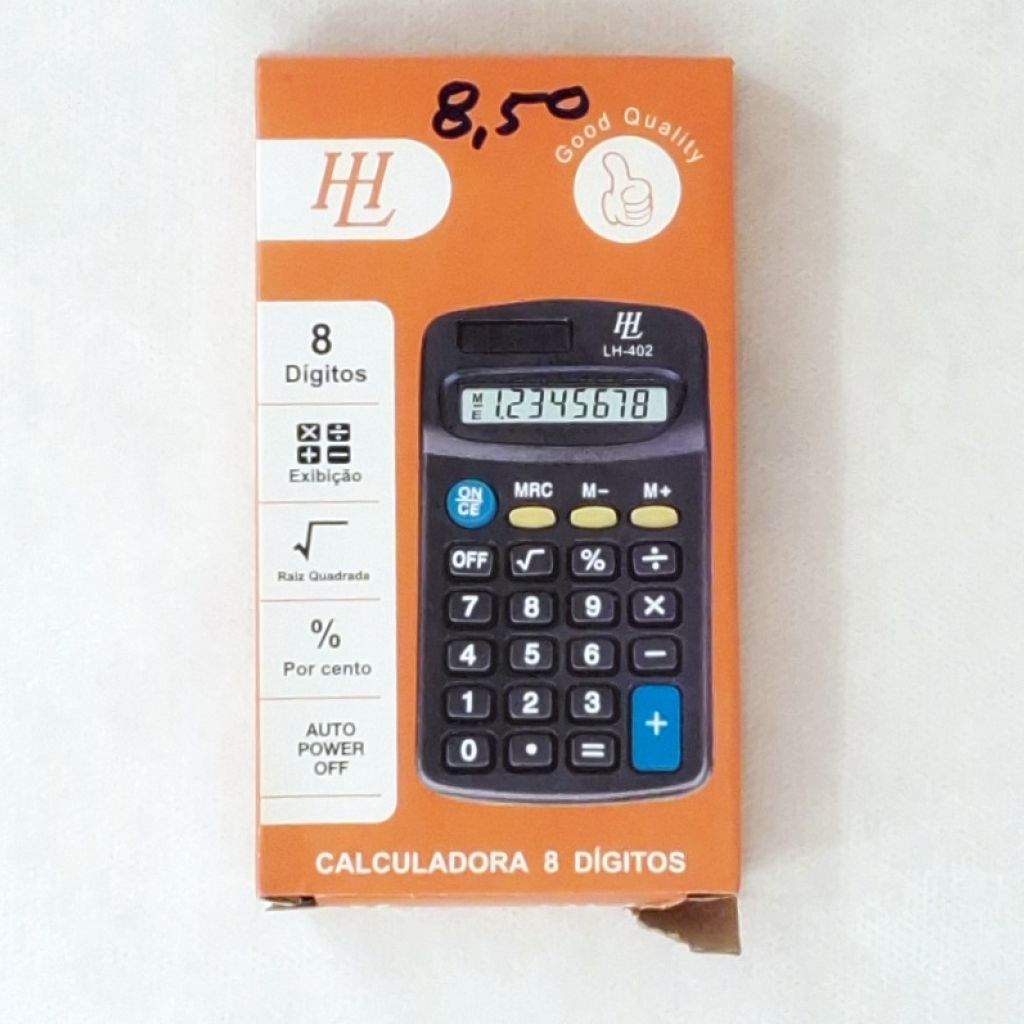 8,50
Good Quality
HL
8
Dígitos
Exibição
Raiz Quadrada
%
Por cento
AUTO
POWER
OFF
HL
LH-402
M
E
1.2345678
ON
CE
MRC M- M+
OFF √ % ÷
7 8 9 ×
4 5 6 −
1 2 3 +
0 . =
CALCULADORA 8 DÍGITOS